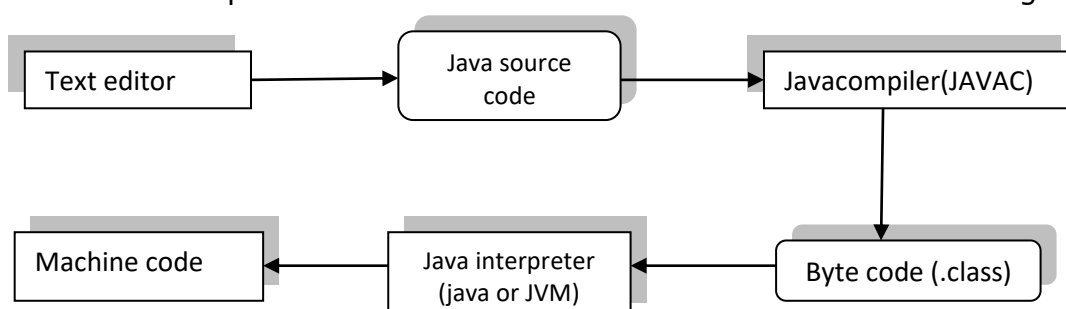 Text editor
Java source
code
Javacompiler(JAVAC)
Machine code
Java interpreter
(java or JVM)
Byte code (.class)